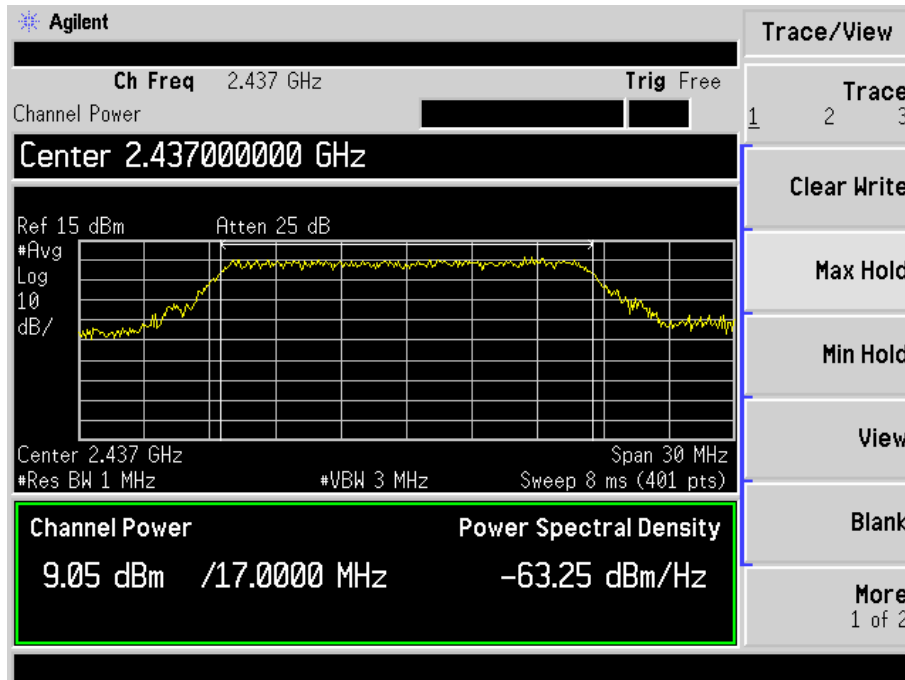 Agilent
Trace/View
Ch Freq 2.437 GHz Trig Free
Channel Power
Trace
1 2 3
Center 2.437000000 GHz
Clear Write
Ref 15 dBm Atten 25 dB
#Avg
Log
10
dB/
Max Hold
Min Hold
View
Center 2.437 GHz Span 30 MHz
#Res BW 1 MHz #VBW 3 MHz Sweep 8 ms (401 pts)
Channel Power Power Spectral Density
9.05 dBm /17.0000 MHz -63.25 dBm/Hz
Blank
More
1 of 2